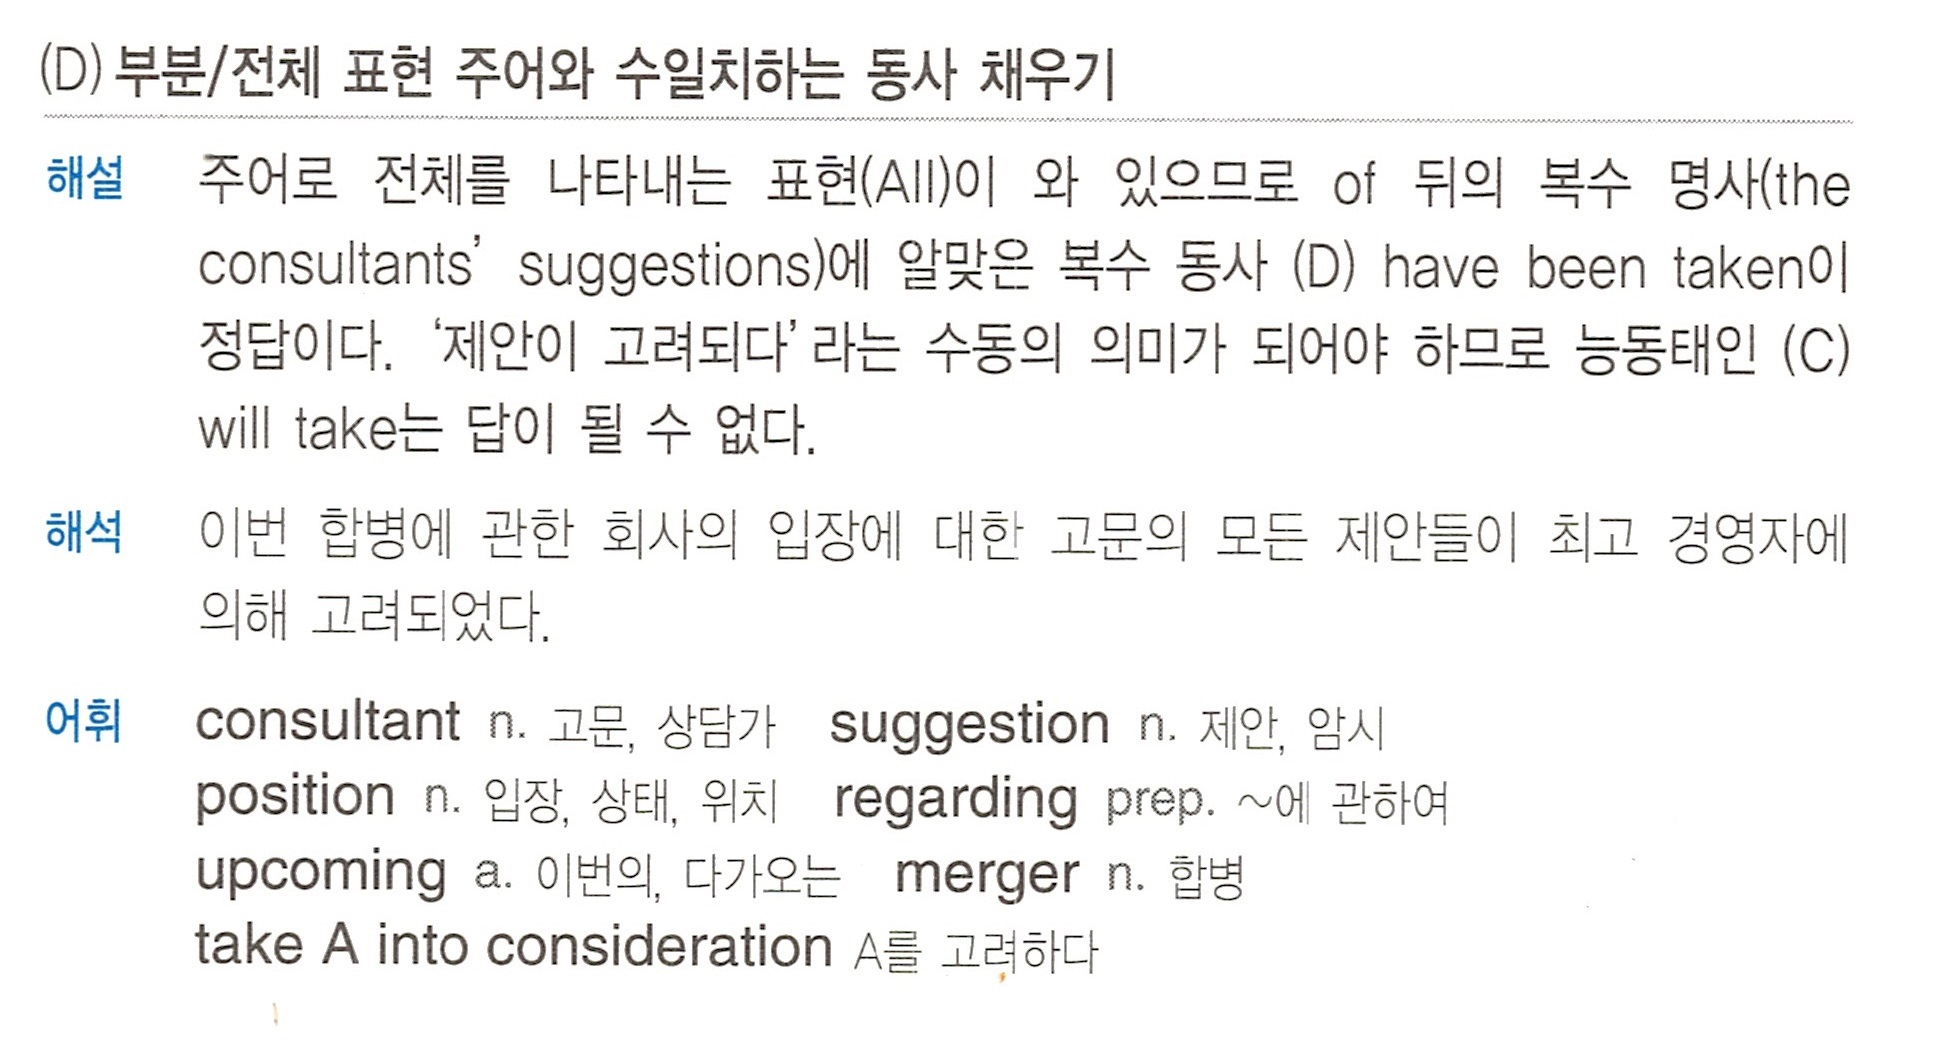 (D) 부분/전체 표현 주어와 수일치하는 동사 채우기
해설 주어로 전체를 나타내는 표현(All)이 와 있으므로 of 뒤의 복수 명사(the
consultants' suggestions)에 알맞은 복수 동사 (D) have been taken이
정답이다. '제안이 고려되다'라는 수동의 의미가 되어야 하므로 능동태인 (C)
will take는 답이 될 수 없다.
해석 이번 합병에 관한 회사의 입장에 대한 고문의 모든 제안들이 최고 경영자에
의해 고려되었다.
어휘 consultant n. 고문, 상담가 suggestion n. 제안, 암시
position n. 입장, 상태, 위치 regarding prep. ~에 관하여
upcoming a. 이번의, 다가오는 merger n. 합병
take A into consideration A를 고려하다